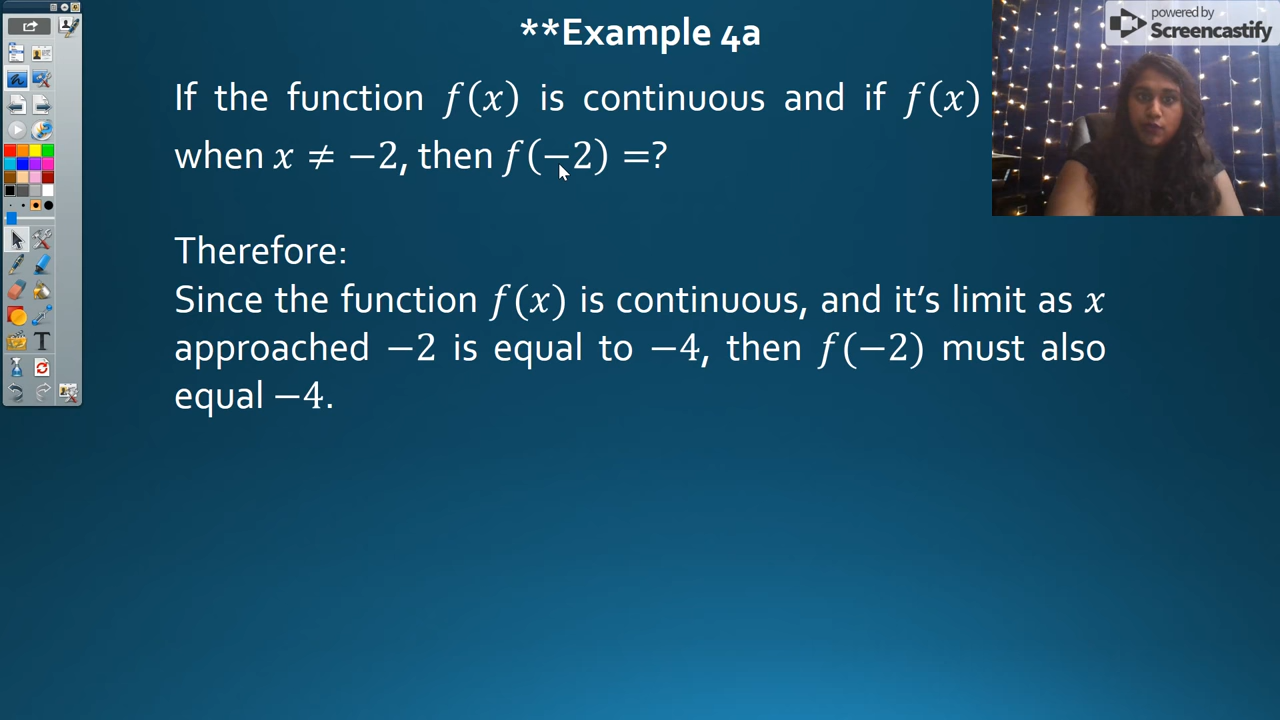 **Example 4a
powered by
Screencastify
If the function f(x) is continuous and if f(x)
when x ≠ −2, then f(−2) =?
Therefore:
Since the function f(x) is continuous, and it's limit as x
approached −2 is equal to −4, then f(−2) must also
equal −4.